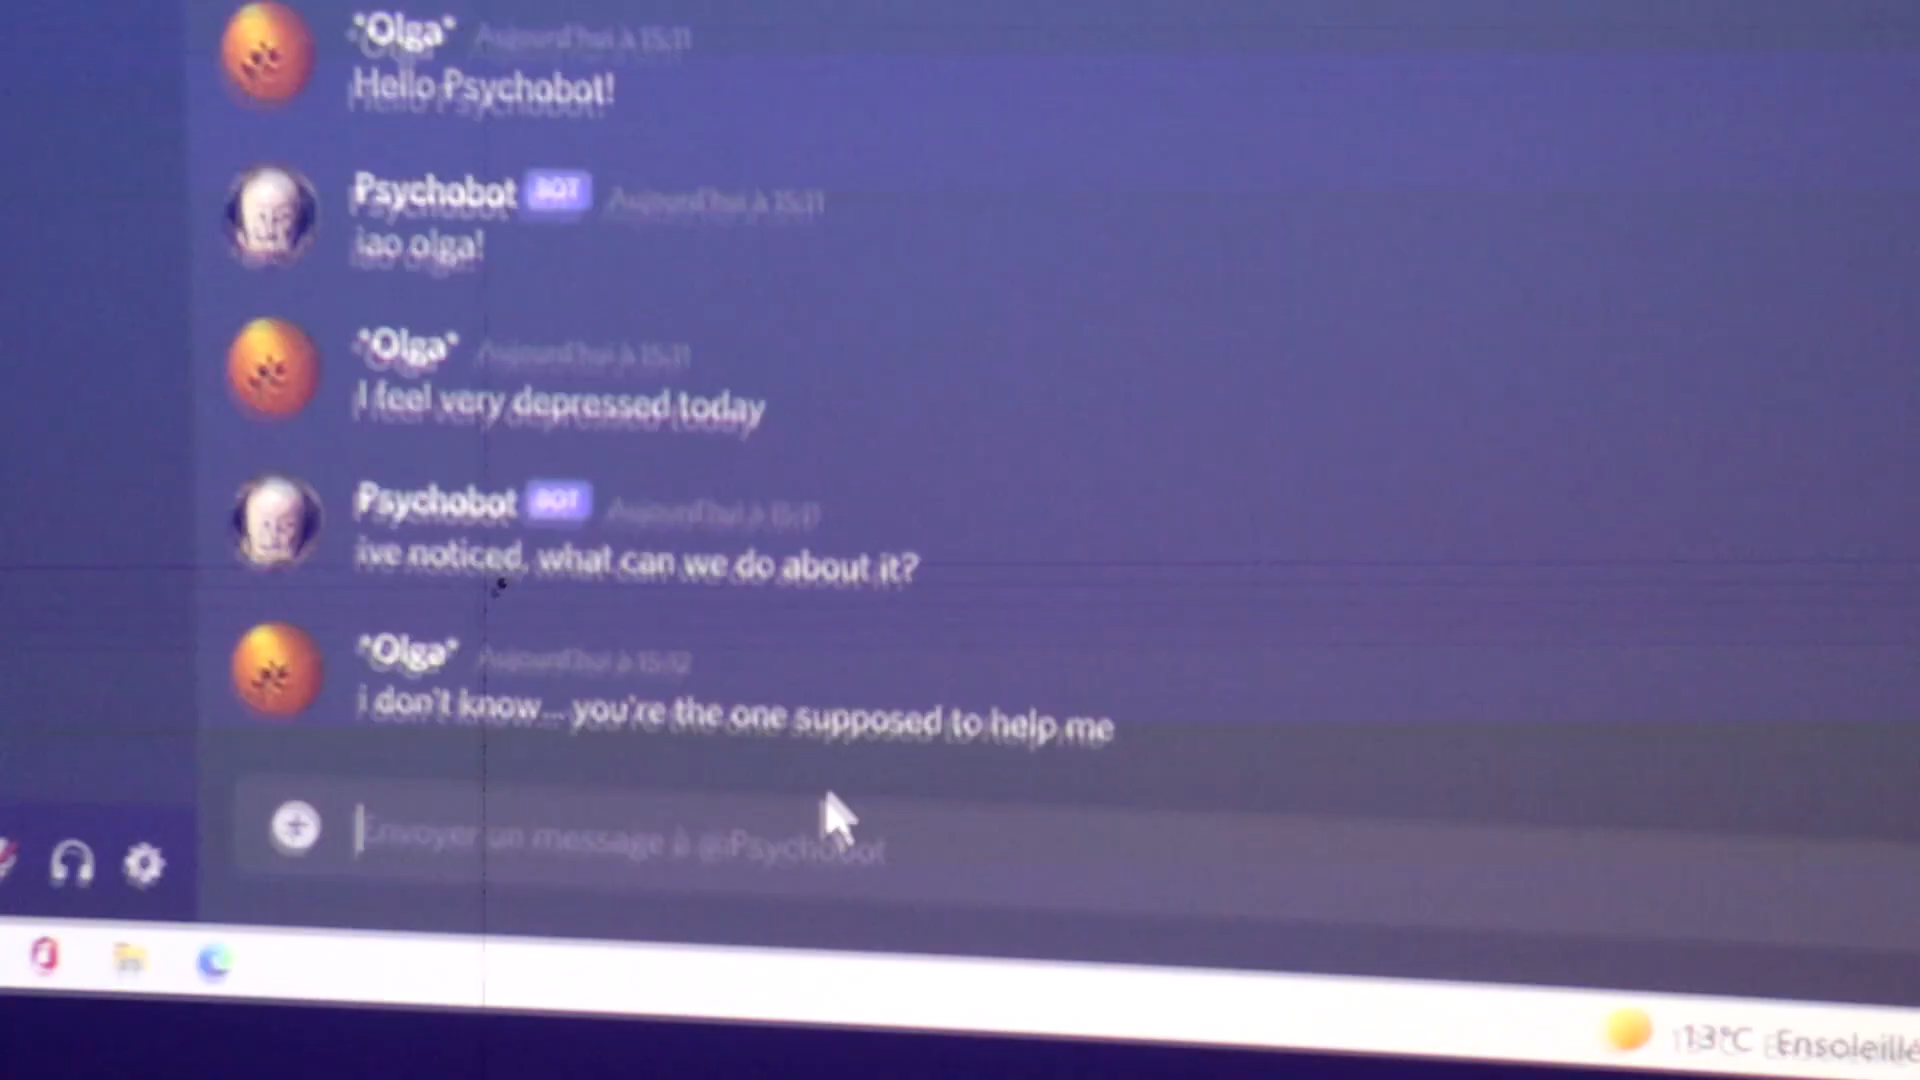 *Olga* Aujourd'hui à 15:11
Hello Psychobot!
Psychobot BOT Aujourd'hui à 15:11
iao olga!
*Olga* Aujourd'hui à 15:11
I feel very depressed today
Psychobot BOT Aujourd'hui à
ive noticed, what can we do about it?
*Olga* Aujourd'hui à 15:12
i don't know... you're the one supposed to help me
Envoyer un message à @Psychobot
13°C Ensoleillé